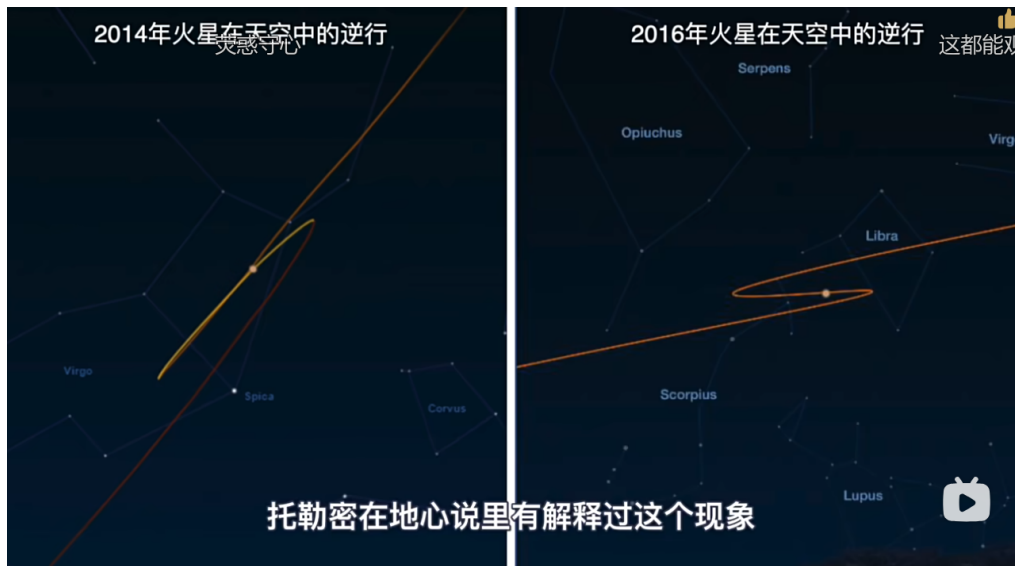 2014年火星在天空中的逆行
荧惑守心
Virgo
Spica
Corvus
2016年火星在天空中的逆行
这都能观
Serpens
Opiuchus
Virg
Libra
Scorpius
Lupus
托勒密在地心说里有解释过这个现象